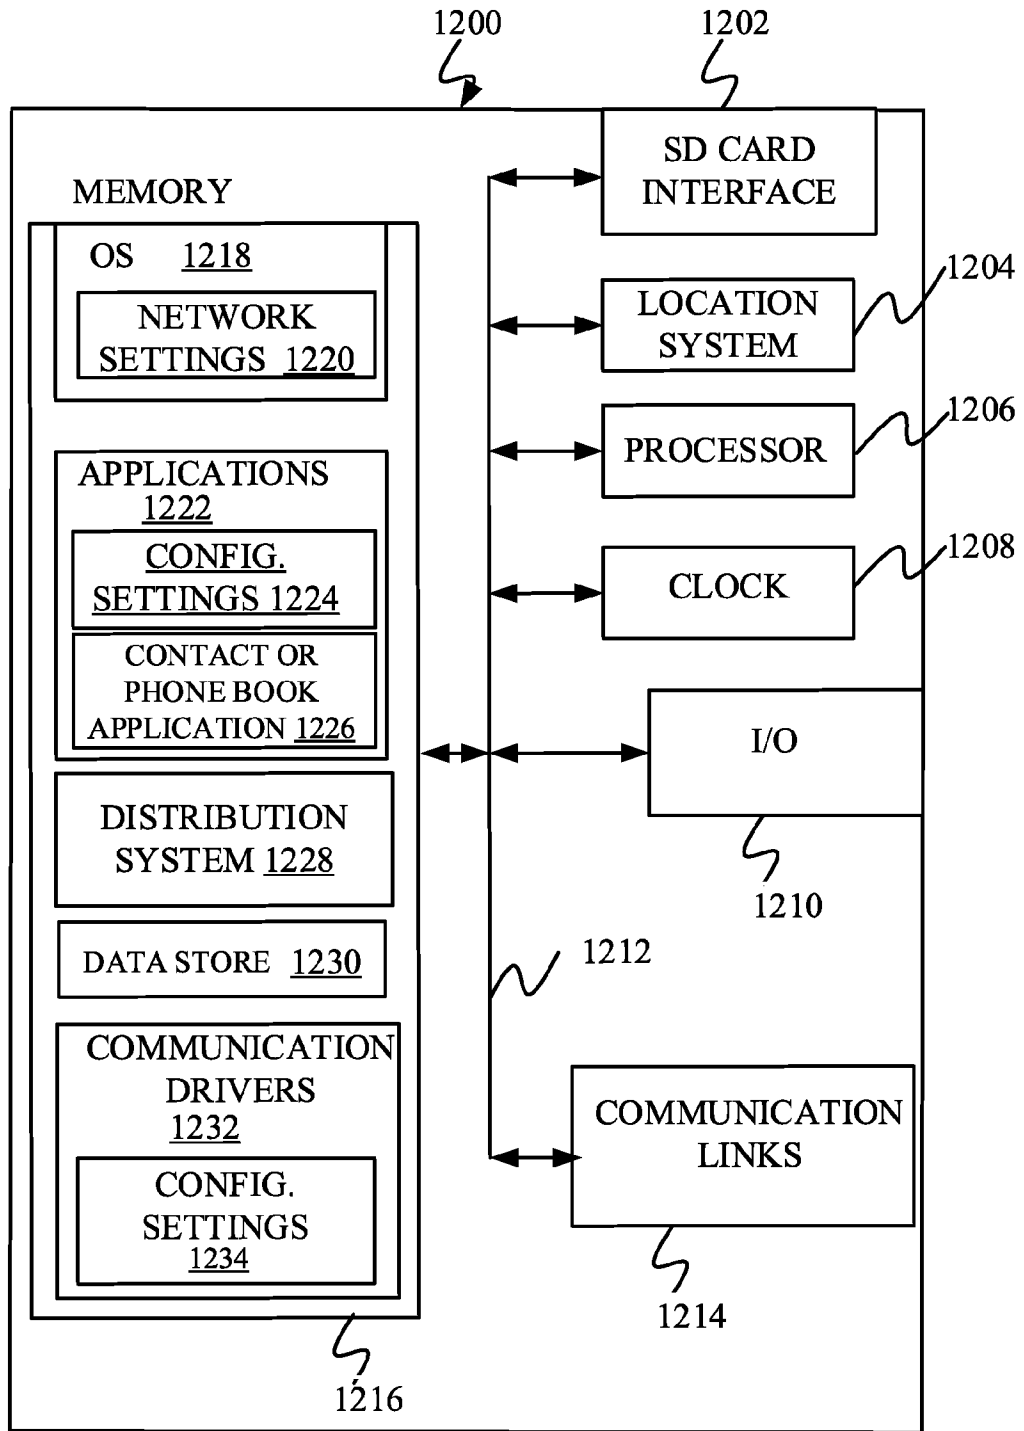 1200
1202
SD CARD
INTERFACE
MEMORY
OS 1218
NETWORK
SETTINGS 1220
1204
LOCATION
SYSTEM
1206
PROCESSOR
APPLICATIONS
1222
CONFIG.
SETTINGS 1224
1208
CLOCK
CONTACT OR
PHONE BOOK
APPLICATION 1226
I/O
1210
DISTRIBUTION
SYSTEM 1228
DATA STORE 1230
1212
COMMUNICATION
DRIVERS
1232
CONFIG.
SETTINGS
1234
COMMUNICATION
LINKS
1214
1216